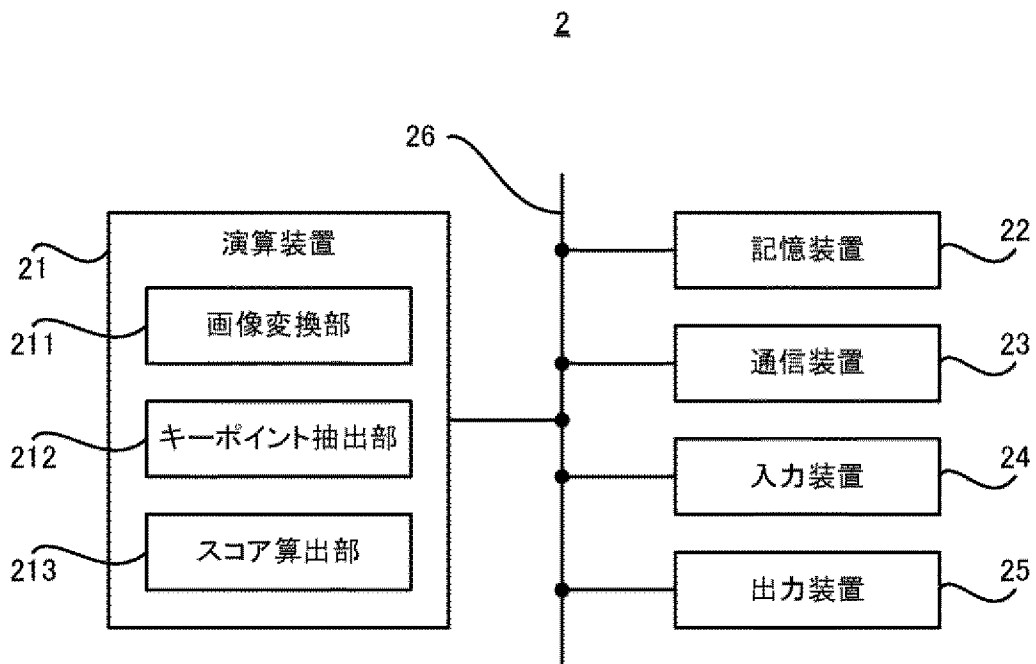 2
26
演算装置
21
画像変換部
211
キーポイント抽出部
212
スコア算出部
213
記憶装置
22
通信装置
23
入力装置
24
出力装置
25